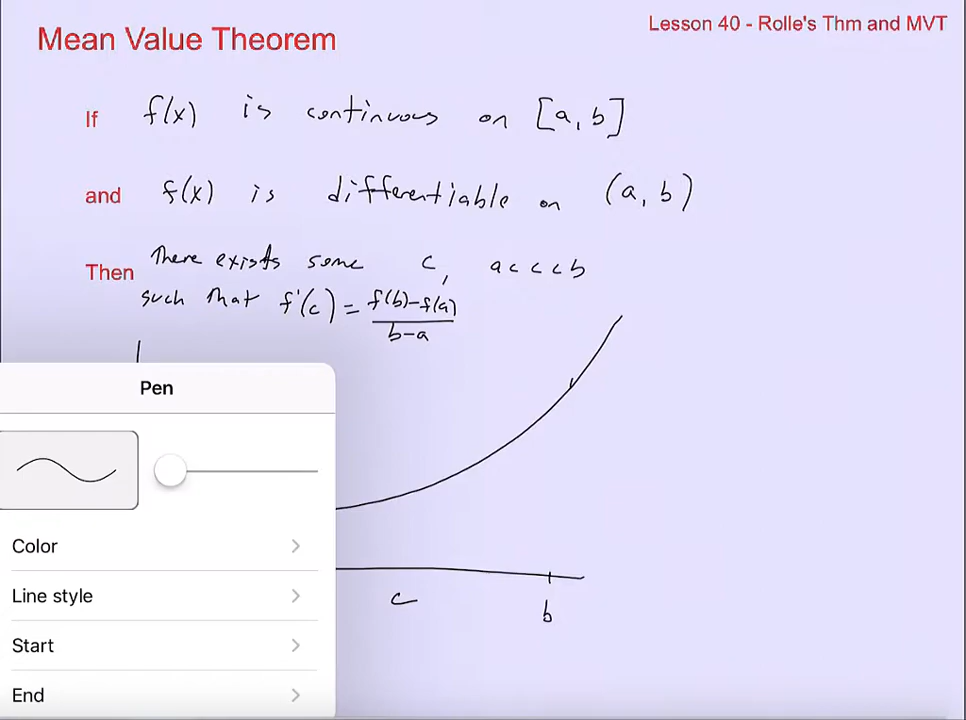 Lesson 40 - Rolle's Thm and MVT
Mean Value Theorem
If f(x) is continuous on [a, b]
and f(x) is differentiable on (a, b)
Then There exists some c, a < c < b
such that f'(c) = f(b)-f(a) / b-a
Pen
Color
Line style
Start
End
c
b